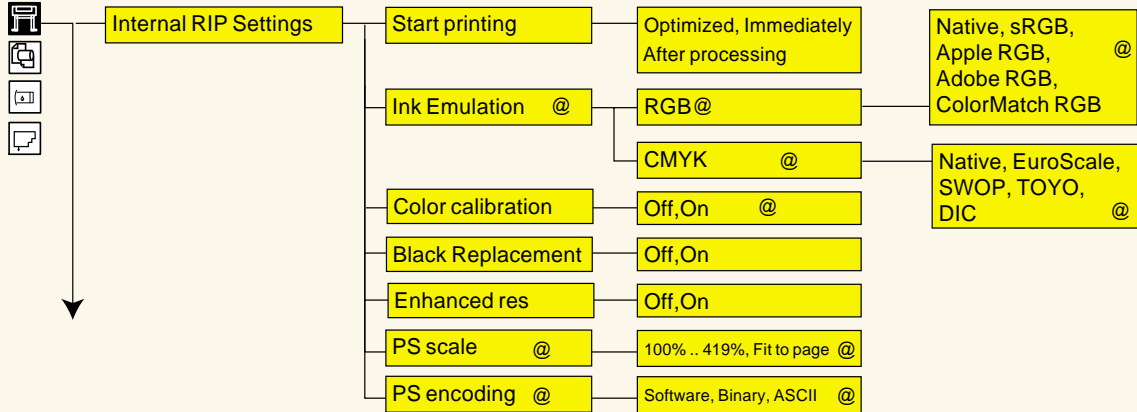 Internal RIP Settings
Start printing
Optimized, Immediately
After processing
Ink Emulation @
RGB@
Native, sRGB,
Apple RGB, @
Adobe RGB,
ColorMatch RGB
CMYK @
Native, EuroScale,
SWOP, TOYO,
DIC @
Color calibration
Off,On @
Black Replacement
Off,On
Enhanced res
Off,On
PS scale @
100% .. 419%, Fit to page @
PS encoding @
Software, Binary, ASCII @